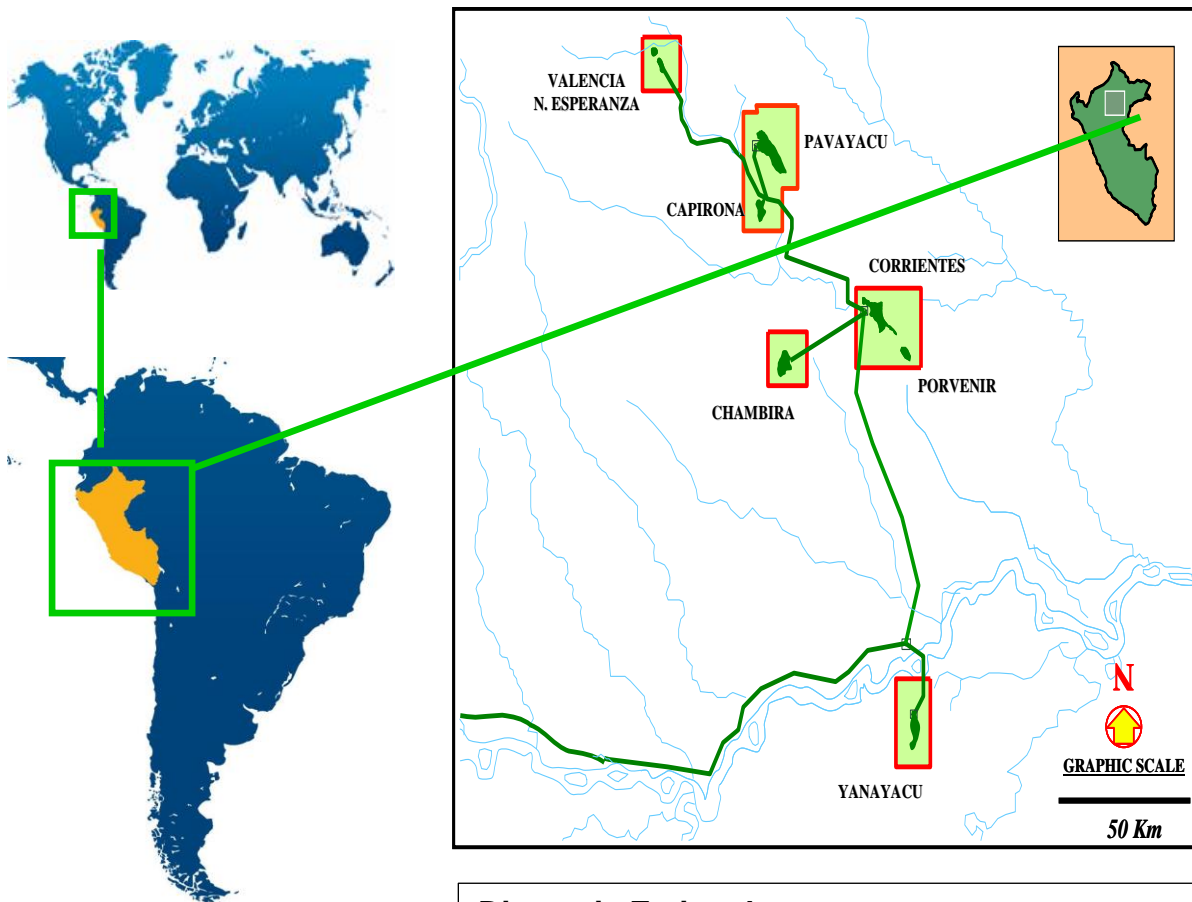 VALENCIA
N. ESPERANZA
PAVAYACU
CAPIRONA
CORRIENTES
PORVENIR
CHAMBIRA
YANAYACU
N
GRAPHIC SCALE
50 Km